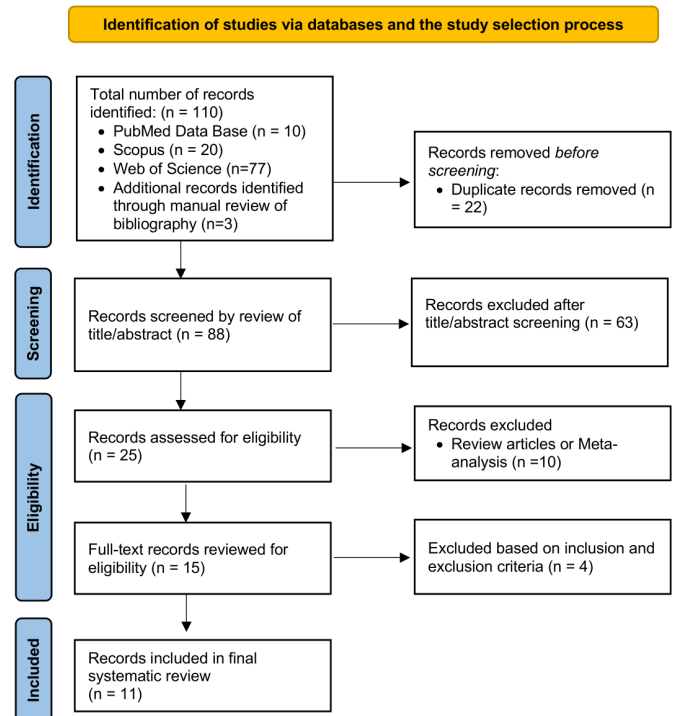 Identification of studies via databases and the study selection process
Identification
Total number of records
identified: (n = 110)
• PubMed Data Base (n = 10)
• Scopus (n = 20)
• Web of Science (n=77)
• Additional records identified
through manual review of
bibliography (n=3)
Records removed before
screening:
• Duplicate records removed (n
= 22)
Screening
Records screened by review of
title/abstract (n = 88)
Records excluded after
title/abstract screening (n = 63)
Eligibility
Records assessed for eligibility
(n = 25)
Records excluded
• Review articles or Meta-
analysis (n =10)
Full-text records reviewed for
eligibility (n = 15)
Excluded based on inclusion and
exclusion criteria (n = 4)
Included
Records included in final
systematic review
(n = 11)